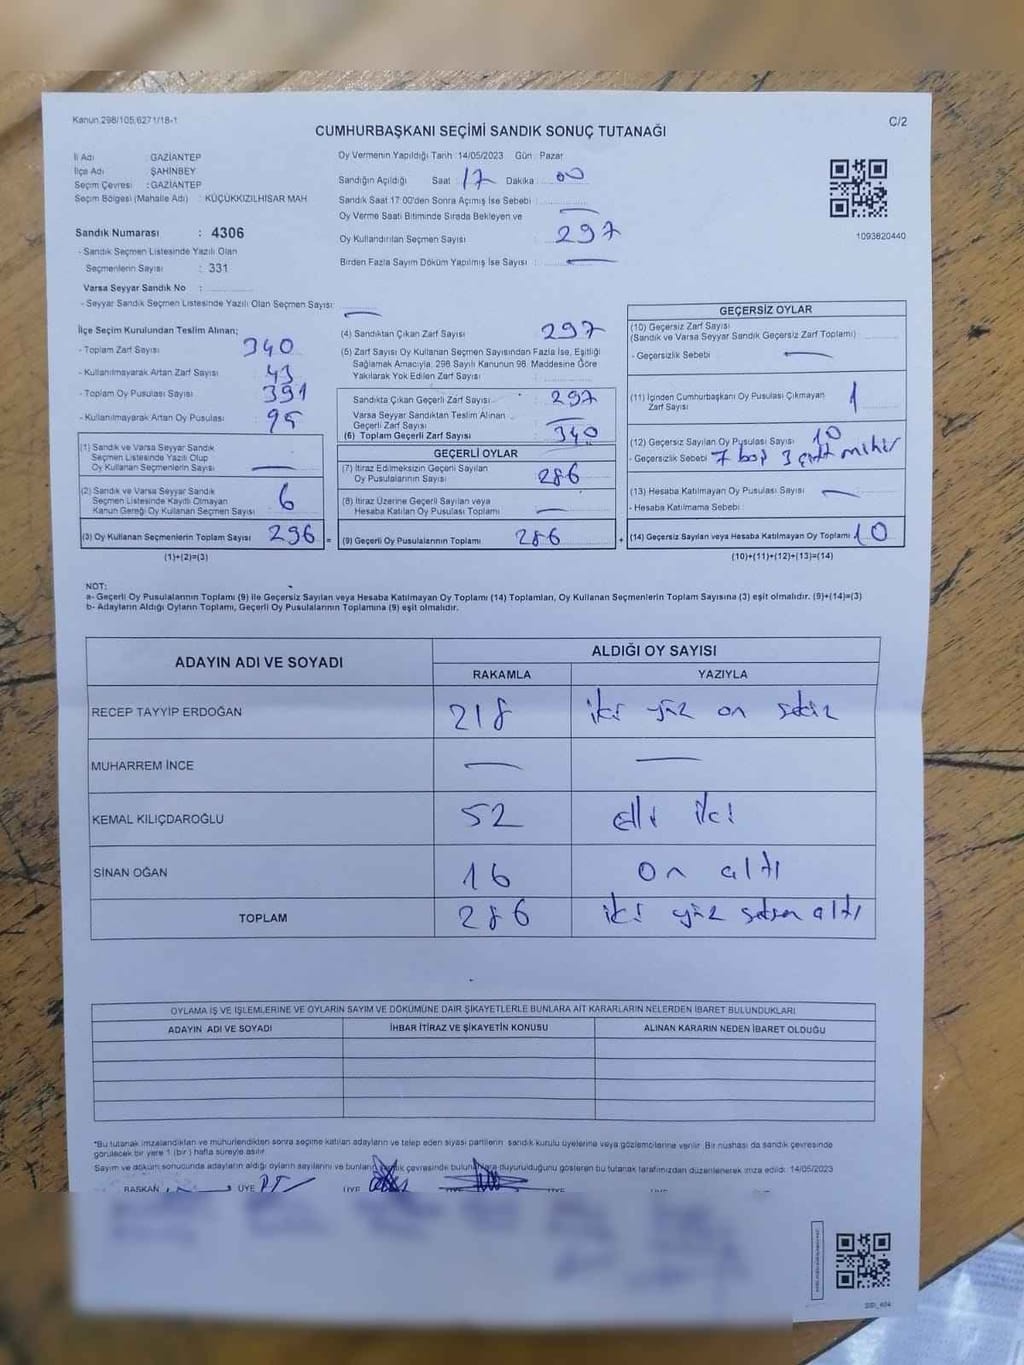 Kanun.298/105,6271/18-1
C/2
CUMHURBAŞKANI SEÇİMİ SANDIK SONUÇ TUTANAĞI
İl Adı GAZİANTEP
İlçe Adı ŞAHİNBEY
Seçim Çevresi :GAZİANTEP
Seçim Bölgesi (Mahalle Adı) : KÜÇÜKKIZILHISAR MAH
Sandık Numarası : 4306
- Sandık Seçmen Listesinde Yazılı Olan
Seçmenlerin Sayısı : 331
Varsa Seyyar Sandık No :
- Seyyar Sandık Seçmen Listesinde Yazılı Olan Seçmen Sayısı: —
Oy Vermenin Yapıldığı Tarih :14/05/2023 Gün : Pazar
Sandığın Açıldığı Saat : 17 Dakika : 00
Sandık Saat 17:00'den Sonra Açımış İse Sebebi : —
Oy Verme Saati Bitiminde Sırada Bekleyen ve
Oy Kullandırılan Seçmen Sayısı : 297
Birden Fazla Sayım Döküm Yapılmış İse Sayısı : —
1093820440
İlçe Seçim Kurulundan Teslim Alınan;
- Toplam Zarf Sayısı 340
- Kullanılmayarak Artan Zarf Sayısı 43
- Toplam Oy Pusulası Sayısı 391
- Kullanılmayarak Artan Oy Pusulası 95
(1) Sandık ve Varsa Seyyar Sandık
Seçmen Listesinde Yazılı Olup
Oy Kullanan Seçmenlerin Sayısı —
(2) Sandık ve Varsa Seyyar Sandık
Seçmen Listesinde Kayıtlı Olmayan
Kanun Gereği Oy Kullanan Seçmen Sayısı 6
(3) Oy Kullanan Seçmenlerin Toplam Sayısı 296 =
(1)+(2)=(3)
(4) Sandıktan Çıkan Zarf Sayısı 297
(5) Zarf Sayısı Oy Kullanan Seçmen Sayısından Fazla İse, Eşitliği
Sağlamak Amacıyla, 298 Sayılı Kanunun 98. Maddesine Göre
Yakılarak Yok Edilen Zarf Sayısı :
Sandıkta Çıkan Geçerli Zarf Sayısı 297
Varsa Seyyar Sandıktan Teslim Alınan
Geçerli Zarf Sayısı : —
(6) Toplam Geçerli Zarf Sayısı 340
GEÇERLİ OYLAR
(7) İtiraz Edilmeksizin Geçerli Sayılan
Oy Pusulalarının Sayısı : 286
(8) İtiraz Üzerine Geçerli Sayılan veya
Hesaba Katılan Oy Pusulası Toplamı —
(9) Geçerli Oy Pusulalarının Toplamı 286 +
GEÇERSİZ OYLAR
(10) Geçersiz Zarf Sayısı
(Sandık ve Varsa Seyyar Sandık Geçersiz Zarf Toplamı)
- Geçersizlik Sebebi —
(11) İçinden Cumhurbaşkanı Oy Pusulası Çıkmayan
Zarf Sayısı 1
(12) Geçersiz Sayılan Oy Pusulası Sayısı 10
- Geçersizlik Sebebi 7 boş 3 çift mühür
(13) Hesaba Katılmayan Oy Pusulası Sayısı —
- Hesaba Katılmama Sebebi :
(14) Geçersiz Sayılan veya Hesaba Katılmayan Oy Toplamı 10
(10)+(11)+(12)+(13)=(14)
NOT:
a- Geçerli Oy Pusulalarının Toplamı (9) ile Geçersiz Sayılan veya Hesaba Katılmayan Oy Toplamı (14) Toplamları, Oy Kullanan Seçmenlerin Toplam Sayısına (3) eşit olmalıdır. (9)+(14)=(3)
b- Adayların Aldığı Oyların Toplamı, Geçerli Oy Pusulalarının Toplamına (9) eşit olmalıdır.
ADAYIN ADI VE SOYADI
ALDIĞI OY SAYISI
RAKAMLA YAZIYLA
RECEP TAYYİP ERDOĞAN 218 iki yüz on sekiz
MUHARREM İNCE — —
KEMAL KILIÇDAROĞLU 52 elli iki
SİNAN OĞAN 16 on altı
TOPLAM 286 iki yüz seksen altı
OYLAMA İŞ VE İŞLEMLERİNE VE OYLARIN SAYIM VE DÖKÜMÜNE DAİR ŞİKAYETLERLE BUNLARA AİT KARARLARIN NELERDEN İBARET BULUNDUKLARI
ADAYIN ADI VE SOYADI İHBAR İTİRAZ VE ŞİKAYETİN KONUSU ALINAN KARARIN NEDEN İBARET OLDUĞU
*Bu tutanak imzalandıktan ve mühürlendikten sonra seçime katılan adayların ve talep eden siyasi partilerin sandık kurulu üyelerine veya gözlemcilerine verilir. Bir nüshası da sandık çevresinde
görülecek bir yere 1 (bir) hafta süreyle asılır.
Sayım ve döküm sonucunda adayların aldığı oyların sayılarını ve bunların sandık çevresinde bulunanlara duyurulduğunu gösteren bu tutanak tarafımızdan düzenlenerek imza edildi. 14/05/2023
BAŞKAN ÜYE ÜYE